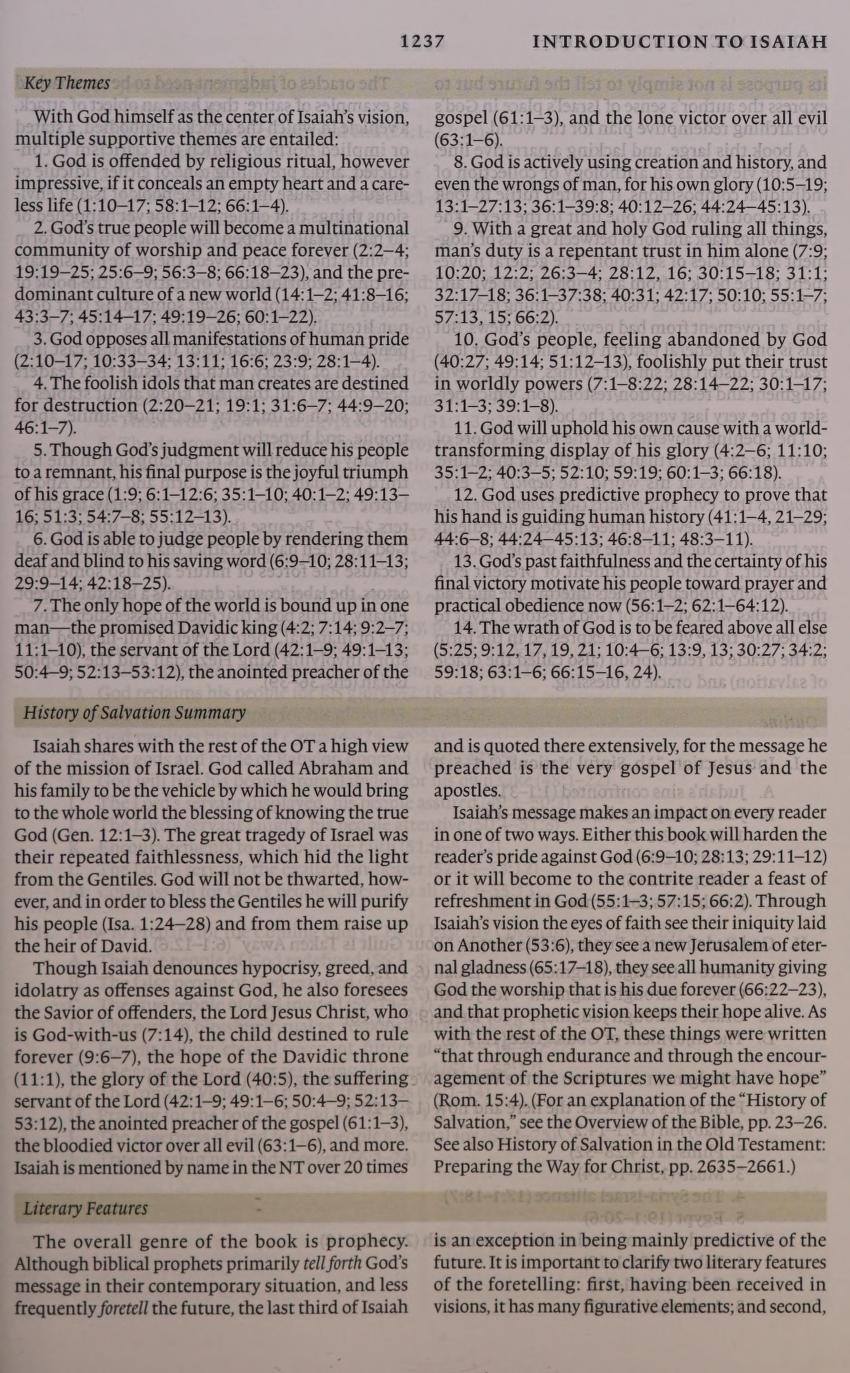 1237 INTRODUCTION TO ISAIAH
Key Themes
With God himself as the center of Isaiah's vision,
multiple supportive themes are entailed:
1. God is offended by religious ritual, however
impressive, if it conceals an empty heart and a care-
less life (1:10–17; 58:1–12; 66:1–4).
2. God's true people will become a multinational
community of worship and peace forever (2:2–4;
19:19–25; 25:6–9; 56:3–8; 66:18–23), and the pre-
dominant culture of a new world (14:1–2; 41:8–16;
43:3–7; 45:14–17; 49:19–26; 60:1–22).
3. God opposes all manifestations of human pride
(2:10–17; 10:33–34; 13:11; 16:6; 23:9; 28:1–4).
4. The foolish idols that man creates are destined
for destruction (2:20–21; 19:1; 31:6–7; 44:9–20;
46:1–7).
5. Though God's judgment will reduce his people
to a remnant, his final purpose is the joyful triumph
of his grace (1:9; 6:1–12:6; 35:1–10; 40:1–2; 49:13–
16; 51:3; 54:7–8; 55:12–13).
6. God is able to judge people by rendering them
deaf and blind to his saving word (6:9–10; 28:11–13;
29:9–14; 42:18–25).
7. The only hope of the world is bound up in one
man—the promised Davidic king (4:2; 7:14; 9:2–7;
11:1–10), the servant of the Lord (42:1–9; 49:1–13;
50:4–9; 52:13–53:12), the anointed preacher of the
gospel (61:1–3), and the lone victor over all evil
(63:1–6).
8. God is actively using creation and history, and
even the wrongs of man, for his own glory (10:5–19;
13:1–27:13; 36:1–39:8; 40:12–26; 44:24–45:13).
9. With a great and holy God ruling all things,
man's duty is a repentant trust in him alone (7:9;
10:20; 12:2; 26:3–4; 28:12, 16; 30:15–18; 31:1;
32:17–18; 36:1–37:38; 40:31; 42:17; 50:10; 55:1–7;
57:13, 15; 66:2).
10. God's people, feeling abandoned by God
(40:27; 49:14; 51:12–13), foolishly put their trust
in worldly powers (7:1–8:22; 28:14–22; 30:1–17;
31:1–3; 39:1–8).
11. God will uphold his own cause with a world-
transforming display of his glory (4:2–6; 11:10;
35:1–2; 40:3–5; 52:10; 59:19; 60:1–3; 66:18).
12. God uses predictive prophecy to prove that
his hand is guiding human history (41:1–4, 21–29;
44:6–8; 44:24–45:13; 46:8–11; 48:3–11).
13. God's past faithfulness and the certainty of his
final victory motivate his people toward prayer and
practical obedience now (56:1–2; 62:1–64:12).
14. The wrath of God is to be feared above all else
(5:25; 9:12, 17, 19, 21; 10:4–6; 13:9, 13; 30:27; 34:2;
59:18; 63:1–6; 66:15–16, 24).
History of Salvation Summary
Isaiah shares with the rest of the OT a high view
of the mission of Israel. God called Abraham and
his family to be the vehicle by which he would bring
to the whole world the blessing of knowing the true
God (Gen. 12:1–3). The great tragedy of Israel was
their repeated faithlessness, which hid the light
from the Gentiles. God will not be thwarted, how-
ever, and in order to bless the Gentiles he will purify
his people (Isa. 1:24–28) and from them raise up
the heir of David.
Though Isaiah denounces hypocrisy, greed, and
idolatry as offenses against God, he also foresees
the Savior of offenders, the Lord Jesus Christ, who
is God-with-us (7:14), the child destined to rule
forever (9:6–7), the hope of the Davidic throne
(11:1), the glory of the Lord (40:5), the suffering
servant of the Lord (42:1–9; 49:1–6; 50:4–9; 52:13–
53:12), the anointed preacher of the gospel (61:1–3),
the bloodied victor over all evil (63:1–6), and more.
Isaiah is mentioned by name in the NT over 20 times
and is quoted there extensively, for the message he
preached is the very gospel of Jesus and the
apostles.
Isaiah's message makes an impact on every reader
in one of two ways. Either this book will harden the
reader's pride against God (6:9–10; 28:13; 29:11–12)
or it will become to the contrite reader a feast of
refreshment in God (55:1–3; 57:15; 66:2). Through
Isaiah's vision the eyes of faith see their iniquity laid
on Another (53:6), they see a new Jerusalem of eter-
nal gladness (65:17–18), they see all humanity giving
God the worship that is his due forever (66:22–23),
and that prophetic vision keeps their hope alive. As
with the rest of the OT, these things were written
"that through endurance and through the encour-
agement of the Scriptures we might have hope"
(Rom. 15:4). (For an explanation of the "History of
Salvation," see the Overview of the Bible, pp. 23–26.
See also History of Salvation in the Old Testament:
Preparing the Way for Christ, pp. 2635–2661.)
Literary Features
The overall genre of the book is prophecy.
Although biblical prophets primarily tell forth God's
message in their contemporary situation, and less
frequently foretell the future, the last third of Isaiah
is an exception in being mainly predictive of the
future. It is important to clarify two literary features
of the foretelling: first, having been received in
visions, it has many figurative elements; and second,